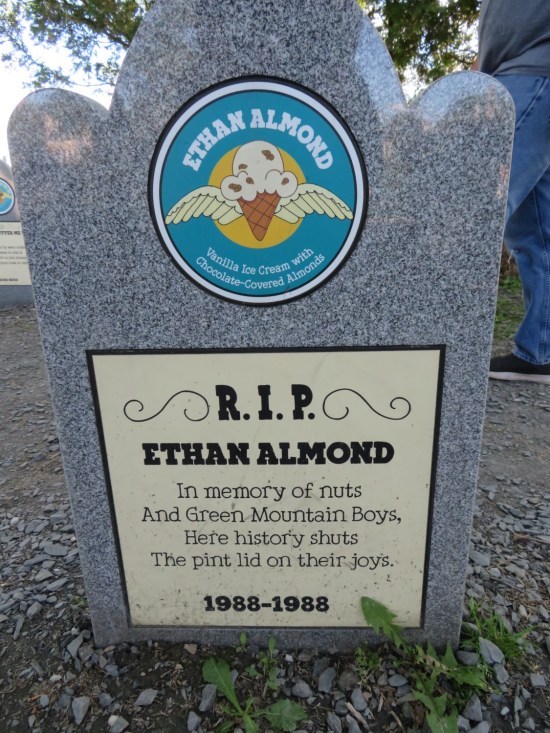 ETHAN ALMOND
Vanilla Ice Cream with
Chocolate-Covered Almonds
R.I.P.
ETHAN ALMOND
In memory of nuts
And Green Mountain Boys,
Here history shuts
The pint lid on their joys.
1988-1988